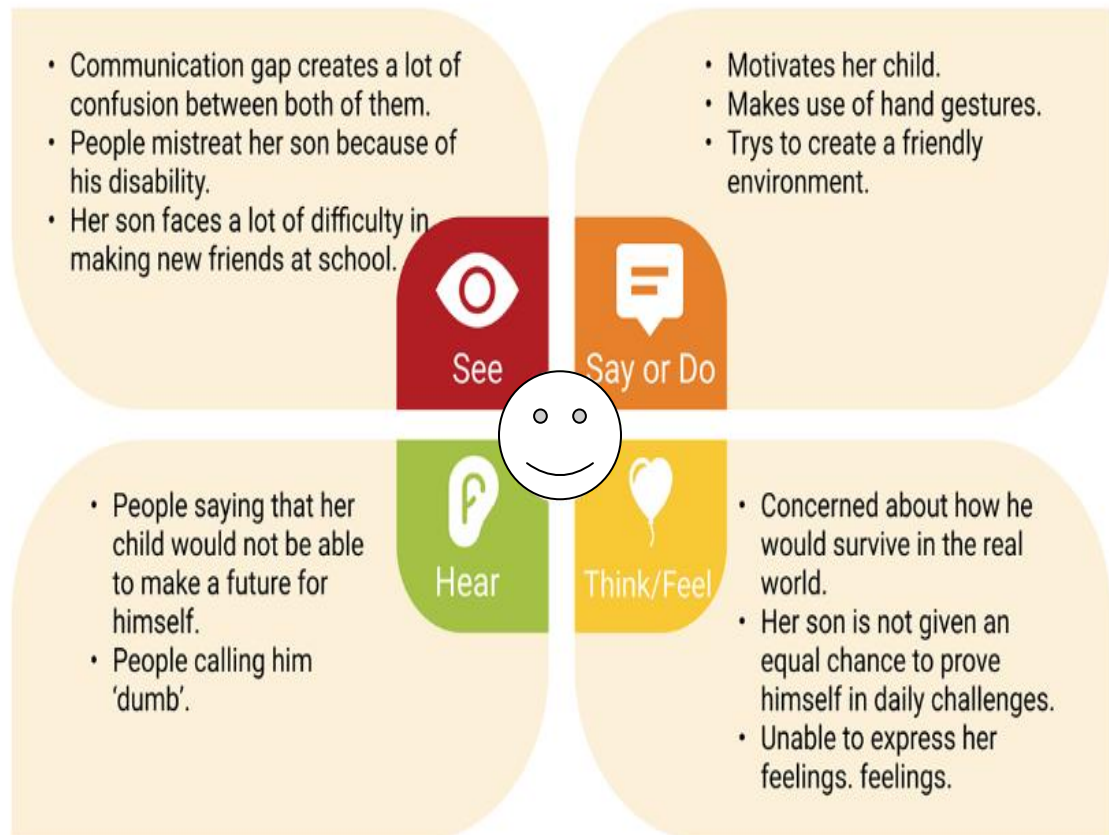 • Communication gap creates a lot of
confusion between both of them.
• People mistreat her son because of
his disability.
• Her son faces a lot of difficulty in
making new friends at school.
See
• Motivates her child.
• Makes use of hand gestures.
• Trys to create a friendly
environment.
Say or Do
• People saying that her
child would not be able
to make a future for
himself.
• People calling him
‘dumb’.
Hear
Think/Feel
• Concerned about how he
would survive in the real
world.
• Her son is not given an
equal chance to prove
himself in daily challenges.
• Unable to express her
feelings. feelings.